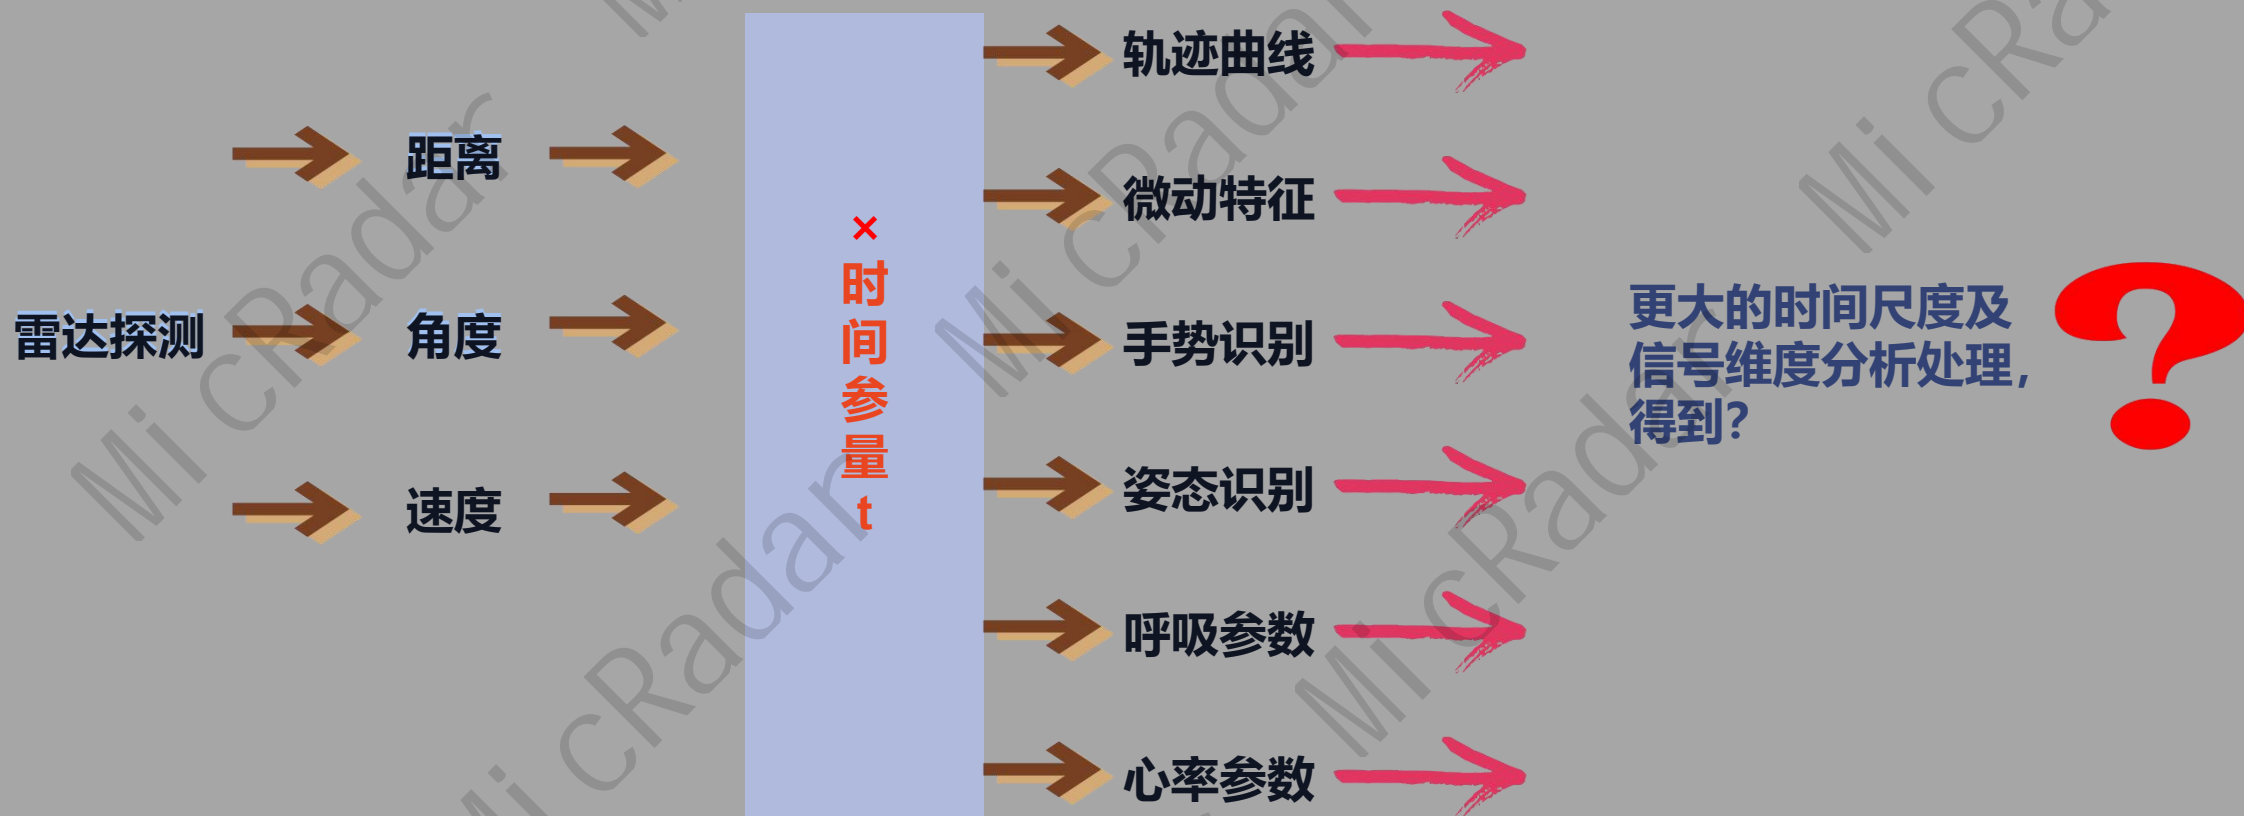 雷达探测
距离
角度
速度
×
时
间
参
量
t
轨迹曲线
微动特征
手势识别
姿态识别
呼吸参数
心率参数
更大的时间尺度及
信号维度分析处理，
得到？
?
Mi cRadar
Mi cRadar
Mi cRadar
Mi cRadar
Mi cRa